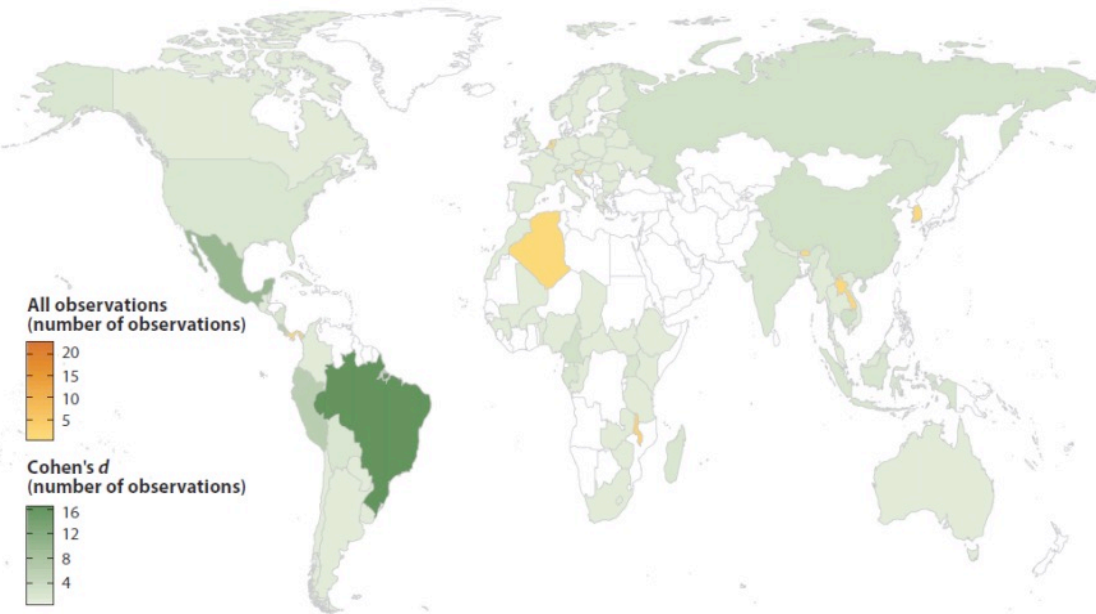 All observations
(number of observations)
20
15
10
5
Cohen's d
(number of observations)
16
12
8
4